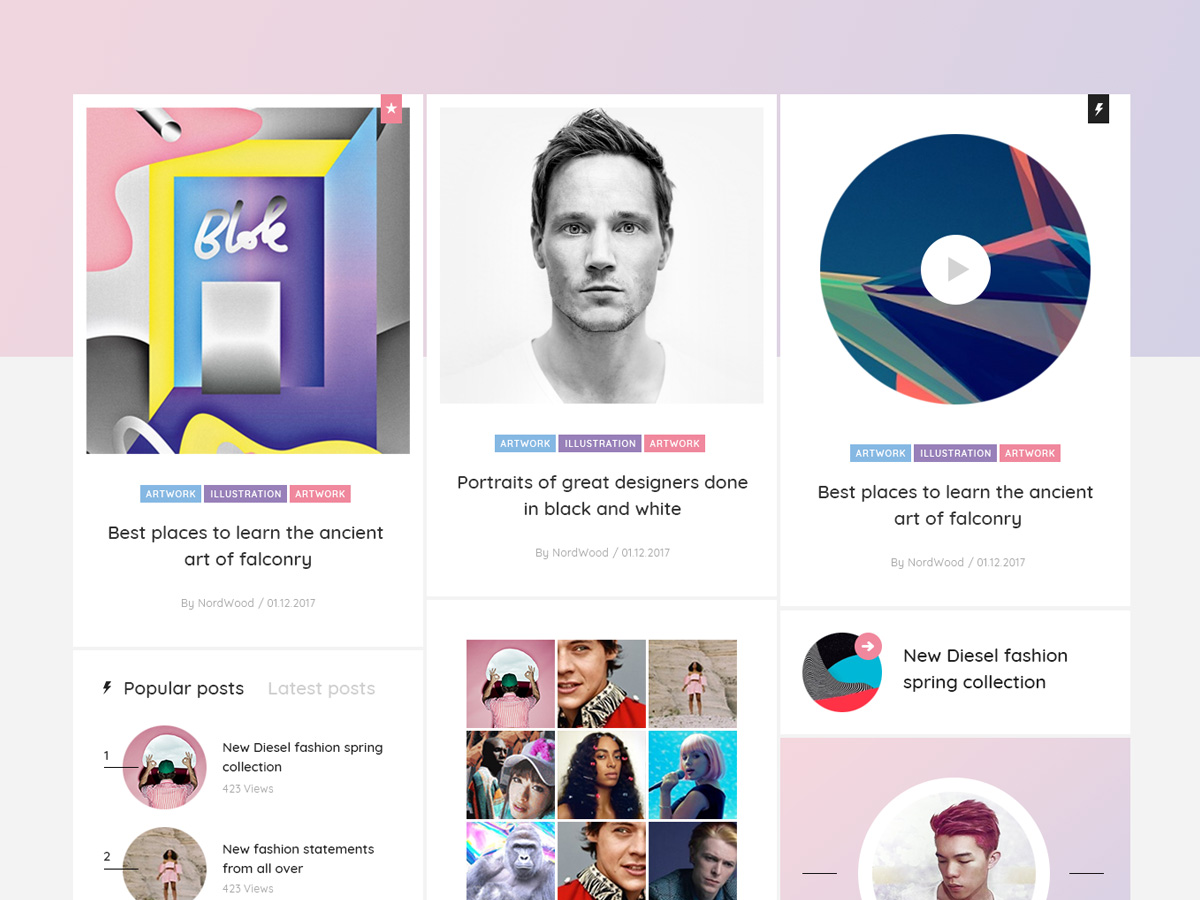 Blok
ARTWORK ILLUSTRATION ARTWORK
Best places to learn the ancient
art of falconry
By NordWood / 01.12.2017
Popular posts Latest posts
1
New Diesel fashion spring
collection
423 Views
2
New fashion statements
from all over
423 Views
ARTWORK ILLUSTRATION ARTWORK
Portraits of great designers done
in black and white
By NordWood / 01.12.2017
ARTWORK ILLUSTRATION ARTWORK
Best places to learn the ancient
art of falconry
By NordWood / 01.12.2017
New Diesel fashion
spring collection